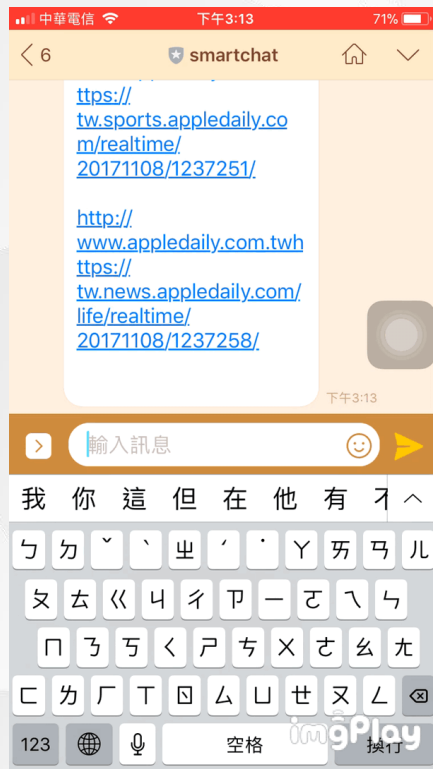 中華電信 下午3:13 71%
6 smartchat
ttps://
tw.sports.appledaily.co
m/realtime/
20171108/1237251/
http://
www.appledaily.com.twh
ttps://
tw.news.appledaily.com/
life/realtime/
20171108/1237258/
下午3:13
輸入訊息
我 你 這 但 在 他 有
ㄅ ㄉ ˇ ˋ ㄓ ˊ ˙ ㄚ ㄞ ㄢ ㄦ
ㄆ ㄊ ㄍ ㄐ ㄔ ㄗ ㄧ ㄛ ㄟ ㄣ
ㄇ ㄋ ㄎ ㄑ ㄕ ㄘ ㄨ ㄜ ㄠ ㄤ
ㄈ ㄌ ㄏ ㄒ ㄖ ㄙ ㄩ ㄝ ㄡ ㄥ
123 空格 換行
imgPlay